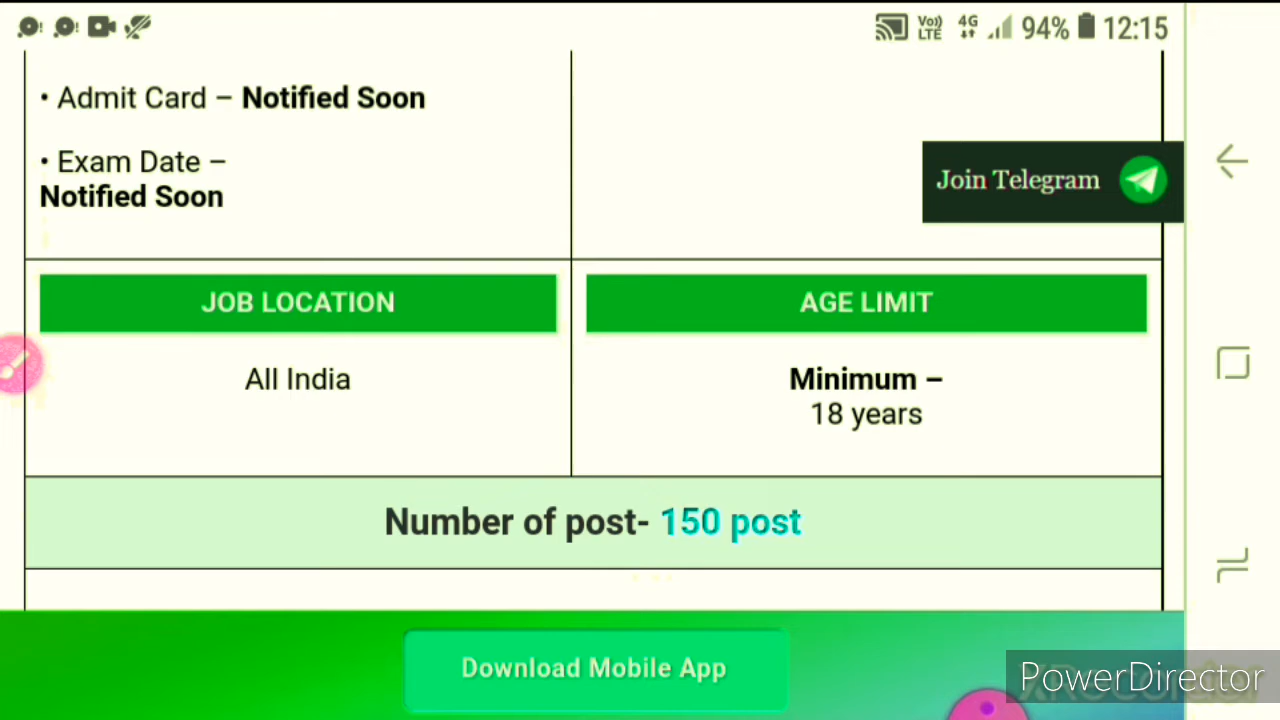 Vo)) LTE 4G 94% 12:15
• Admit Card – Notified Soon
• Exam Date –
Notified Soon
Join Telegram
JOB LOCATION
AGE LIMIT
All India
Minimum –
18 years
Number of post- 150 post
Download Mobile App
PowerDirector